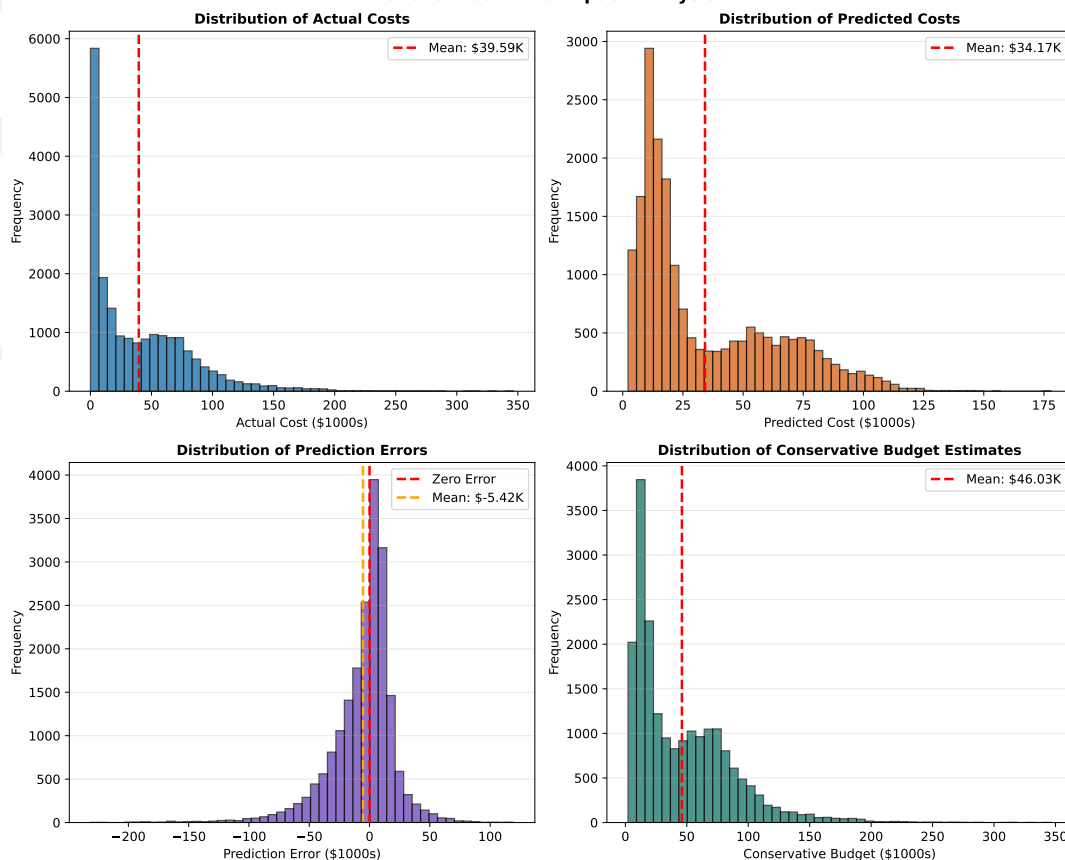 Distribution of Actual Costs
6000
5000
4000
3000
2000
1000
0
Frequency
Mean: $39.59K
0 50 100 150 200 250 300 350
Actual Cost ($1000s)
Distribution of Predicted Costs
3000
2500
2000
1500
1000
500
0
Frequency
Mean: $34.17K
0 25 50 75 100 125 150 175
Predicted Cost ($1000s)
Distribution of Prediction Errors
4000
3500
3000
2500
2000
1500
1000
500
0
Frequency
Zero Error
Mean: $-5.42K
−200 −150 −100 −50 0 50 100
Prediction Error ($1000s)
Distribution of Conservative Budget Estimates
4000
3500
3000
2500
2000
1500
1000
500
0
Frequency
Mean: $46.03K
0 50 100 150 200 250 300 350
Conservative Budget ($1000s)